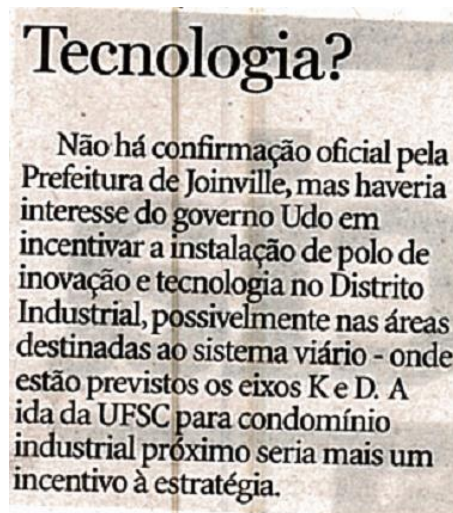 Tecnologia?
Não há confirmação oficial pela
Prefeitura de Joinville, mas haveria
interesse do governo Udo em
incentivar a instalação de polo de
inovação e tecnologia no Distrito
Industrial, possivelmente nas áreas
destinadas ao sistema viário - onde
estão previstos os eixos K e D. A
ida da UFSC para condomínio
industrial próximo seria mais um
incentivo à estratégia.